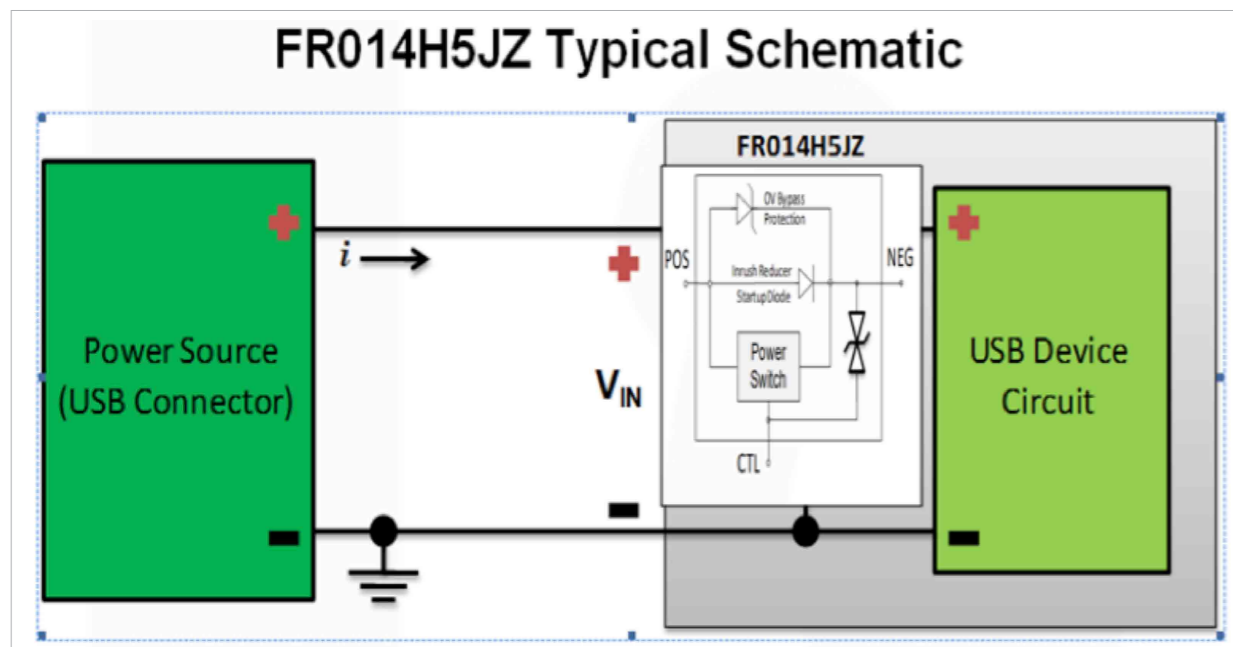 FR014H5JZ Typical Schematic
FR014H5JZ
OV Bypass
Protection
i
POS
NEG
Inrush Reducer
Startup Diode
Power Source
(USB Connector)
VIN
Power
Switch
USB Device
Circuit
CTL